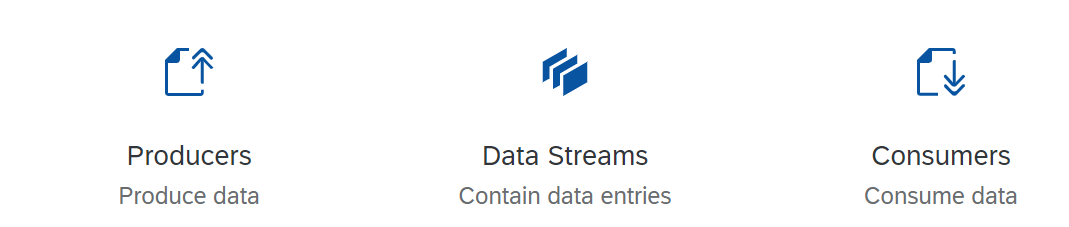 Producers
Produce data
Data Streams
Contain data entries
Consumers
Consume data